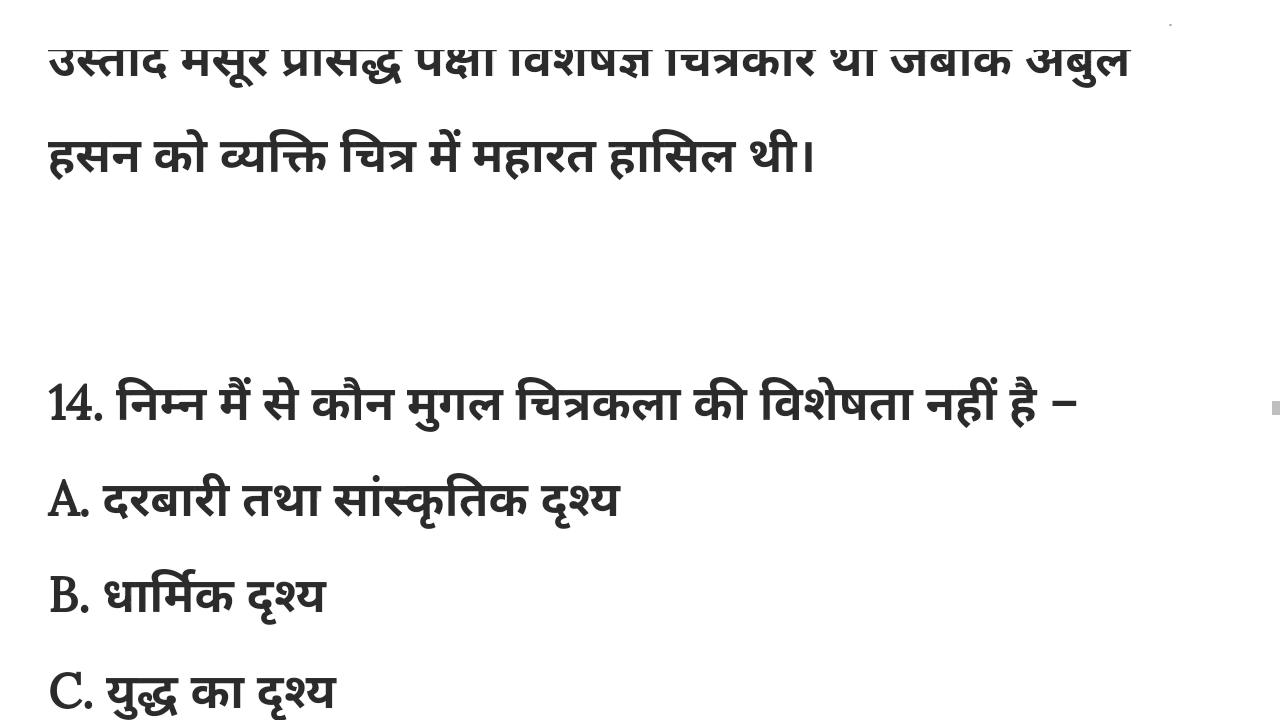 उस्ताद मंसूर प्रसिद्ध पक्षी विशेषज्ञ चित्रकार था जबकि अबुल
हसन को व्यक्ति चित्र में महारत हासिल थी।
14. निम्न मैं से कौन मुगल चित्रकला की विशेषता नहीं है –
A. दरबारी तथा सांस्कृतिक दृश्य
B. धार्मिक दृश्य
C. युद्ध का दृश्य